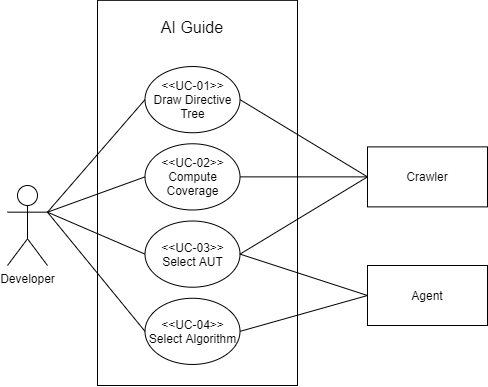 AI Guide
<<UC-01>>
Draw Directive
Tree
<<UC-02>>
Compute
Coverage
<<UC-03>>
Select AUT
<<UC-04>>
Select Algorithm
Developer
Crawler
Agent